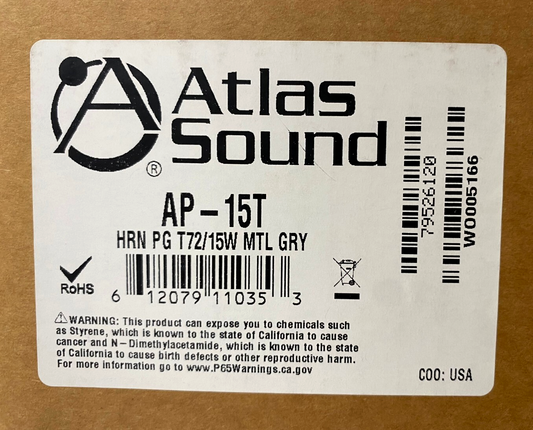 Atlas
Sound
®
AP-15T
HRN PG T72/15W MTL GRY
RoHS
6 12079 11035 3
79526120
WO005166
⚠WARNING: This product can expose you to chemicals such
as Styrene, which is known to the state of California to cause
cancer and N-Dimethylacetamide, which is known to the state
of California to cause birth defects or other reproductive harm.
For more information go to www.P65Warnings.ca.gov
COO: USA